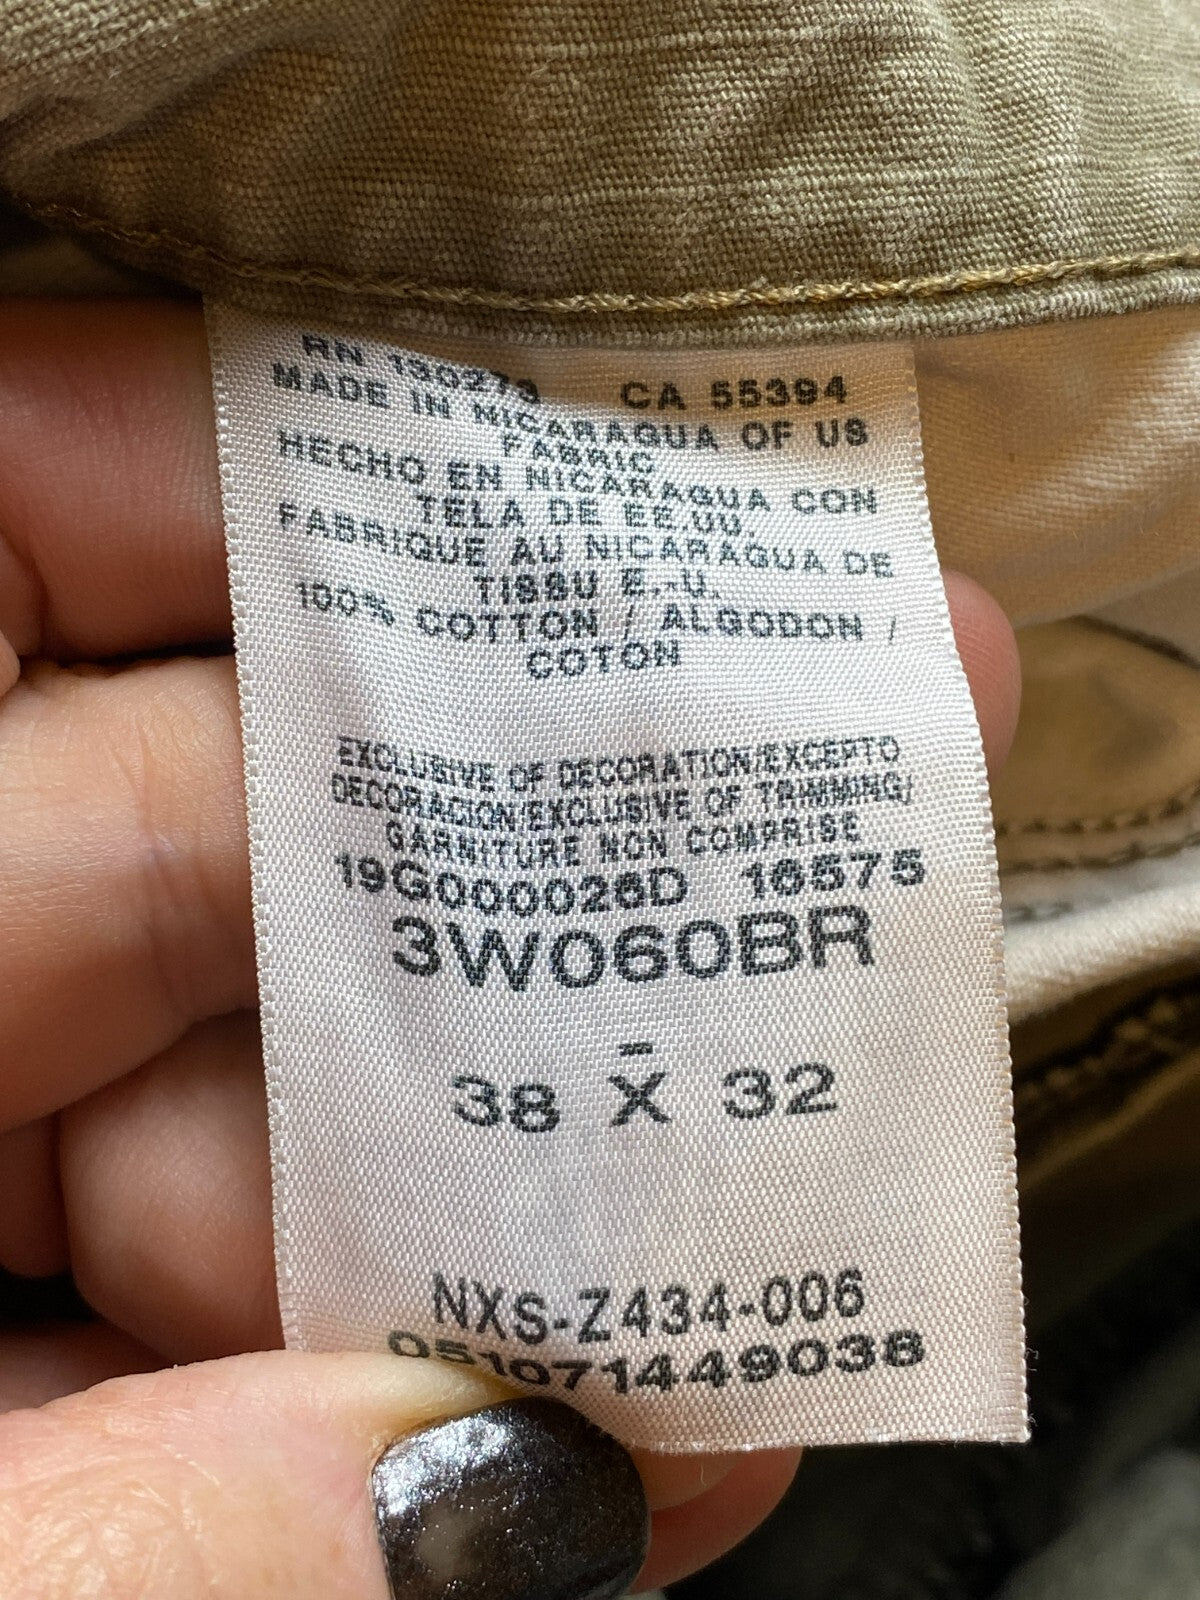 RN 130273 CA 55394
MADE IN NICARAGUA OF US
FABRIC
HECHO EN NICARAGUA CON
TELA DE EE.UU.
FABRIQUE AU NICARAGUA DE
TISSU E.-U.
100% COTTON / ALGODON /
COTON
EXCLUSIVE OF DECORATION/EXCEPTO
DECORACION/EXCLUSIVE OF TRIMMING/
GARNITURE NON COMPRISE
19G000026D 16575
3W060BR
-
38 X 32
NXS-Z434-006
051071449038